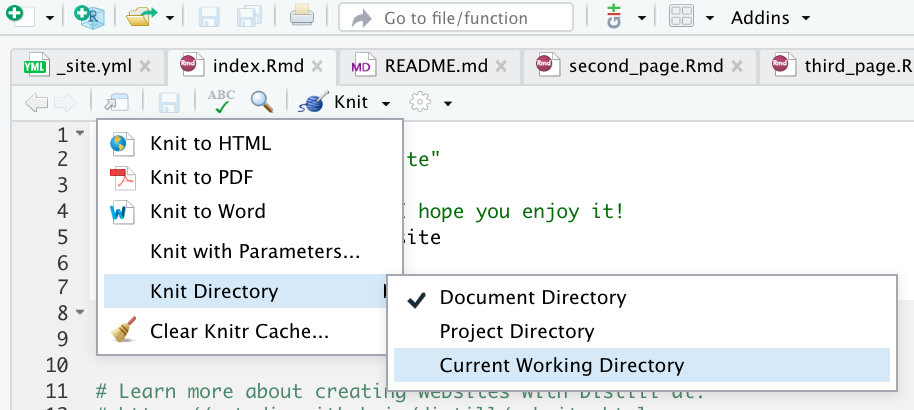 Go to file/function
Addins
_site.yml
index.Rmd
README.md
second_page.Rmd
third_page.R
ABC
Knit
1
Knit to HTML
2
te"
3
Knit to PDF
4
Knit to Word
I hope you enjoy it!
5
site
6
Knit with Parameters...
7
Knit Directory
Document Directory
8
Project Directory
9
Clear Knitr Cache...
10
Current Working Directory
11
# Learn more about creating websites with Distill at: